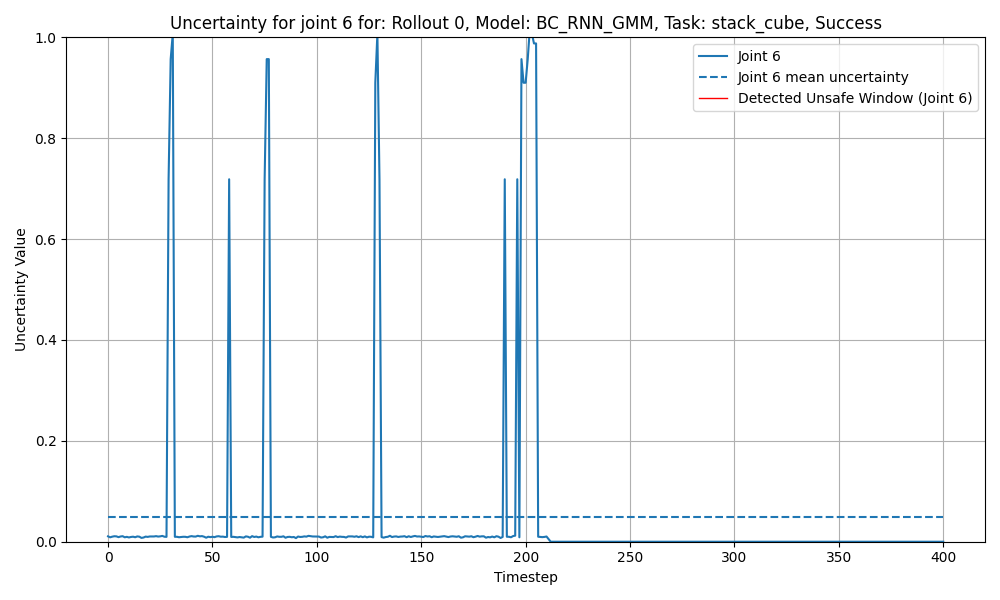 Uncertainty for joint 6 for: Rollout 0, Model: BC_RNN_GMM, Task: stack_cube, Success
Joint 6
Joint 6 mean uncertainty
Detected Unsafe Window (Joint 6)
Uncertainty Value
1.0
0.8
0.6
0.4
0.2
0.0
0 50 100 150 200 250 300 350 400
Timestep